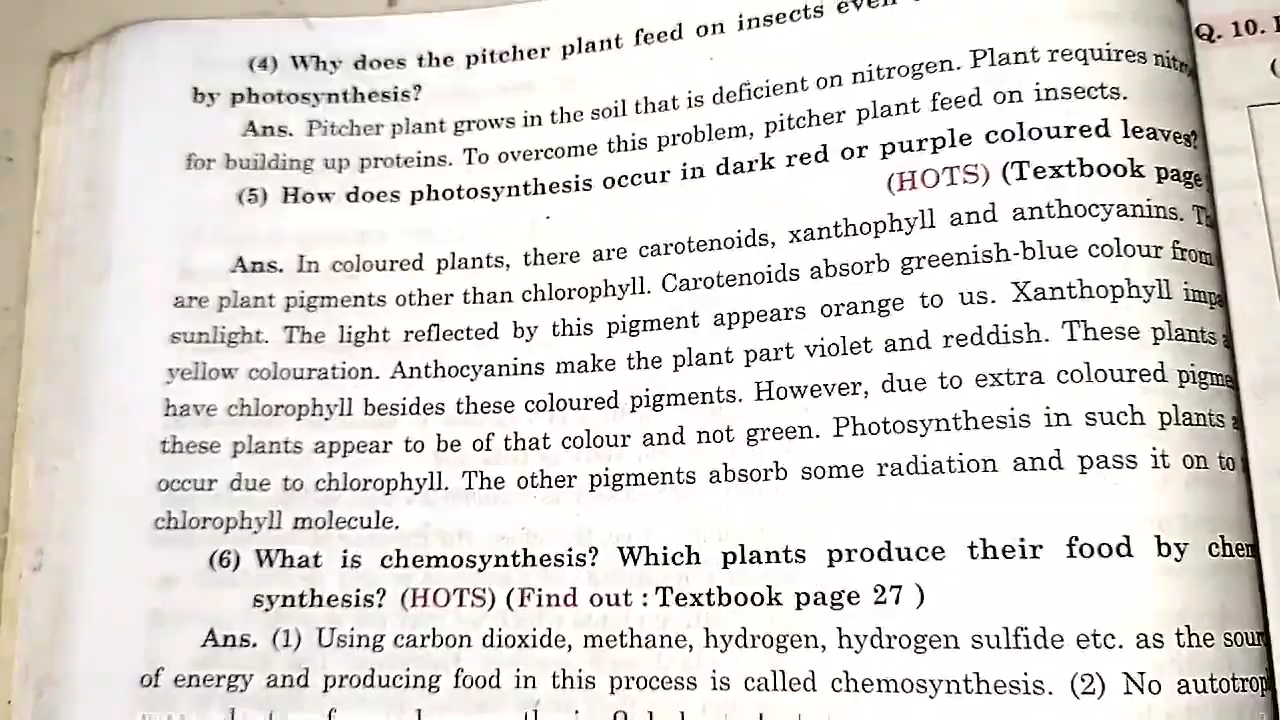 (4) Why does the pitcher plant feed on insects even
by photosynthesis?
Ans. Pitcher plant grows in the soil that is deficient on nitrogen. Plant requires
for building up proteins. To overcome this problem, pitcher plant feed on insects.
(5) How does photosynthesis occur in dark red or purple coloured leaves?
(HOTS) (Textbook page
Ans. In coloured plants, there are carotenoids, xanthophyll and anthocyanins.
are plant pigments other than chlorophyll. Carotenoids absorb greenish-blue colour from
sunlight. The light reflected by this pigment appears orange to us. Xanthophyll
yellow colouration. Anthocyanins make the plant part violet and reddish. These plants
have chlorophyll besides these coloured pigments. However, due to extra coloured
these plants appear to be of that colour and not green. Photosynthesis in such plants
occur due to chlorophyll. The other pigments absorb some radiation and pass it on to
chlorophyll molecule.
(6) What is chemosynthesis? Which plants produce their food by
synthesis? (HOTS) (Find out : Textbook page 27 )
Ans. (1) Using carbon dioxide, methane, hydrogen, hydrogen sulfide etc. as the
of energy and producing food in this process is called chemosynthesis. (2) No
Q. 10.